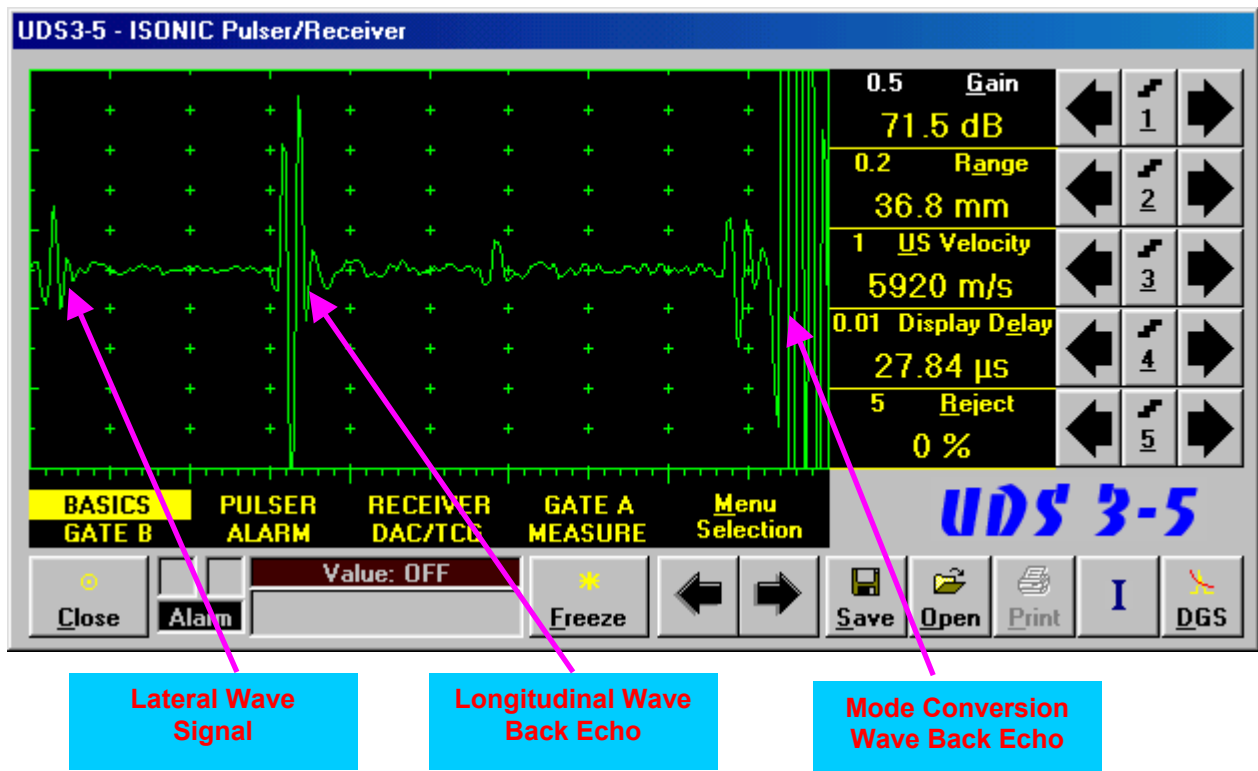 UDS3-5 - ISONIC Pulser/Receiver
0.5 Gain
71.5 dB
1
0.2 Range
36.8 mm
2
1 US Velocity
5920 m/s
3
0.01 Display Delay
27.84 µs
4
5 Reject
0 %
5
BASICS PULSER RECEIVER GATE A Menu
GATE B ALARM DAC/TCG MEASURE Selection
UDS 3-5
Value: OFF
Close Alarm Freeze Save Open Print I DGS
Lateral Wave
Signal
Longitudinal Wave
Back Echo
Mode Conversion
Wave Back Echo